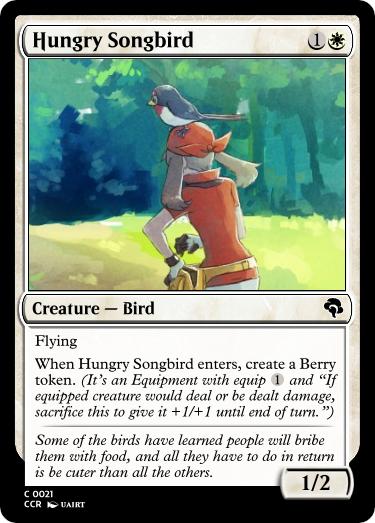 Hungry Songbird 1
Creature — Bird
Flying
When Hungry Songbird enters, create a Berry
token. (It's an Equipment with equip 1 and “If
equipped creature would deal or be dealt damage,
sacrifice this to give it +1/+1 until end of turn.”)
Some of the birds have learned people will bribe
them with food, and all they have to do in return
is be cuter than all the others.
1/2
C 0021
CCR UAIRT